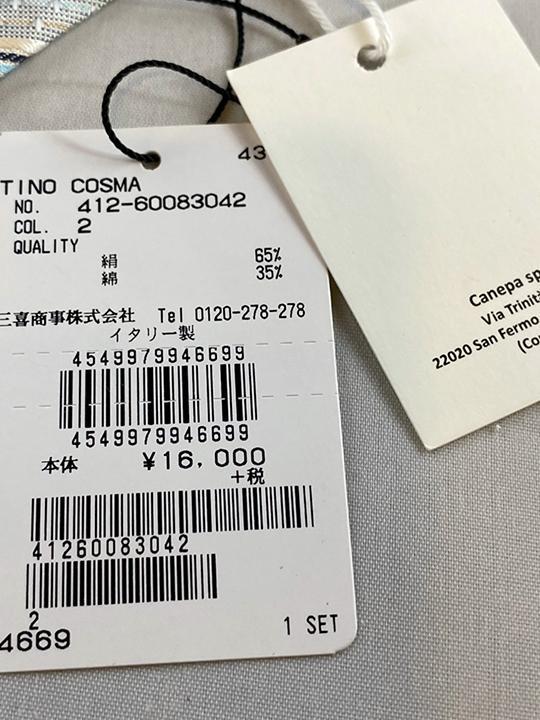 43
TINO COSMA
NO. 412-60083042
COL. 2
QUALITY
絹 65%
綿 35%
三喜商事株式会社 Tel 0120-278-278
イタリー製
4549979946699
4549979946699
本体 ¥16,000
+税
41260083042
2
4669
1 SET
Canepa sp
Via Trinit
22020 San Fermo
(Co